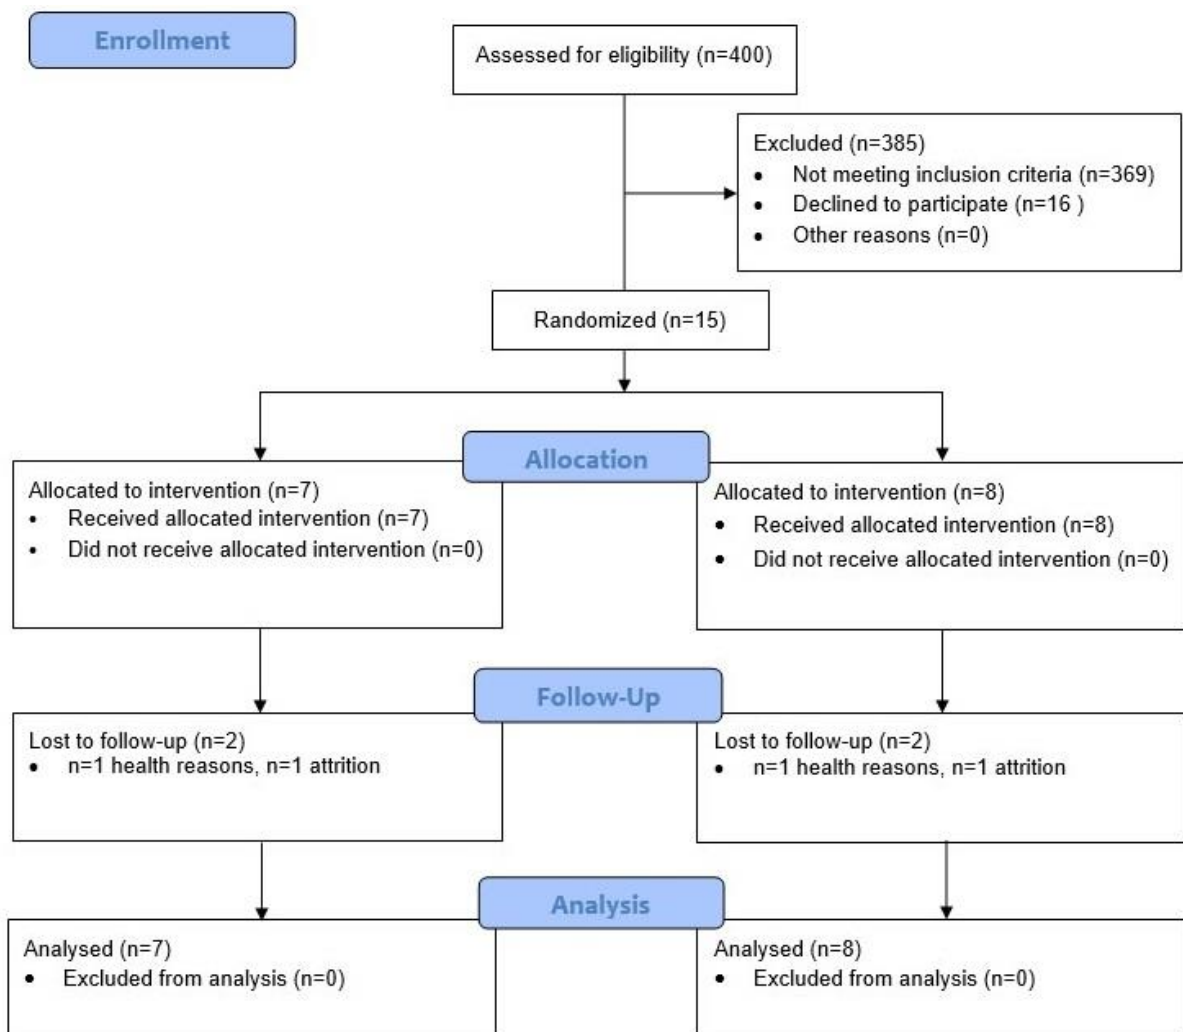 Enrollment
Assessed for eligibility (n=400)
Excluded (n=385)
• Not meeting inclusion criteria (n=369)
• Declined to participate (n=16 )
• Other reasons (n=0)
Randomized (n=15)
Allocation
Allocated to intervention (n=7)
• Received allocated intervention (n=7)
• Did not receive allocated intervention (n=0)
Allocated to intervention (n=8)
• Received allocated intervention (n=8)
• Did not receive allocated intervention (n=0)
Follow-Up
Lost to follow-up (n=2)
• n=1 health reasons, n=1 attrition
Lost to follow-up (n=2)
• n=1 health reasons, n=1 attrition
Analysis
Analysed (n=7)
• Excluded from analysis (n=0)
Analysed (n=8)
• Excluded from analysis (n=0)